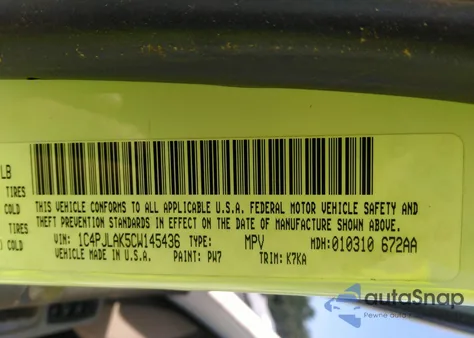 LB
TIRES
COLD THIS VEHICLE CONFORMS TO ALL APPLICABLE U.S.A. FEDERAL MOTOR VEHICLE SAFETY AND
TIRES THEFT PREVENTION STANDARDS IN EFFECT ON THE DATE OF MANUFACTURE SHOWN ABOVE.
COLD VIN: 1C4PJLAK5CW145436 TYPE: MPV MDH: 010310 672AA
VEHICLE MADE IN U.S.A. PAINT: PW7 TRIM: K7KA
autoSnap